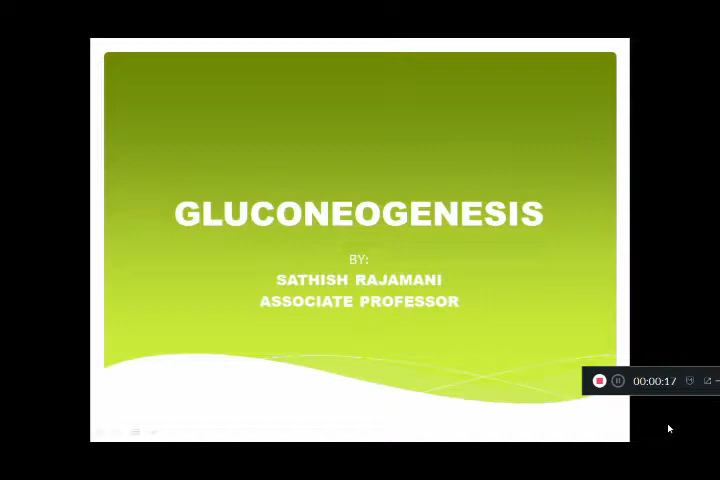 GLUCONEOGENESIS
BY:
SATHISH RAJAMANI
ASSOCIATE PROFESSOR
00:00:17